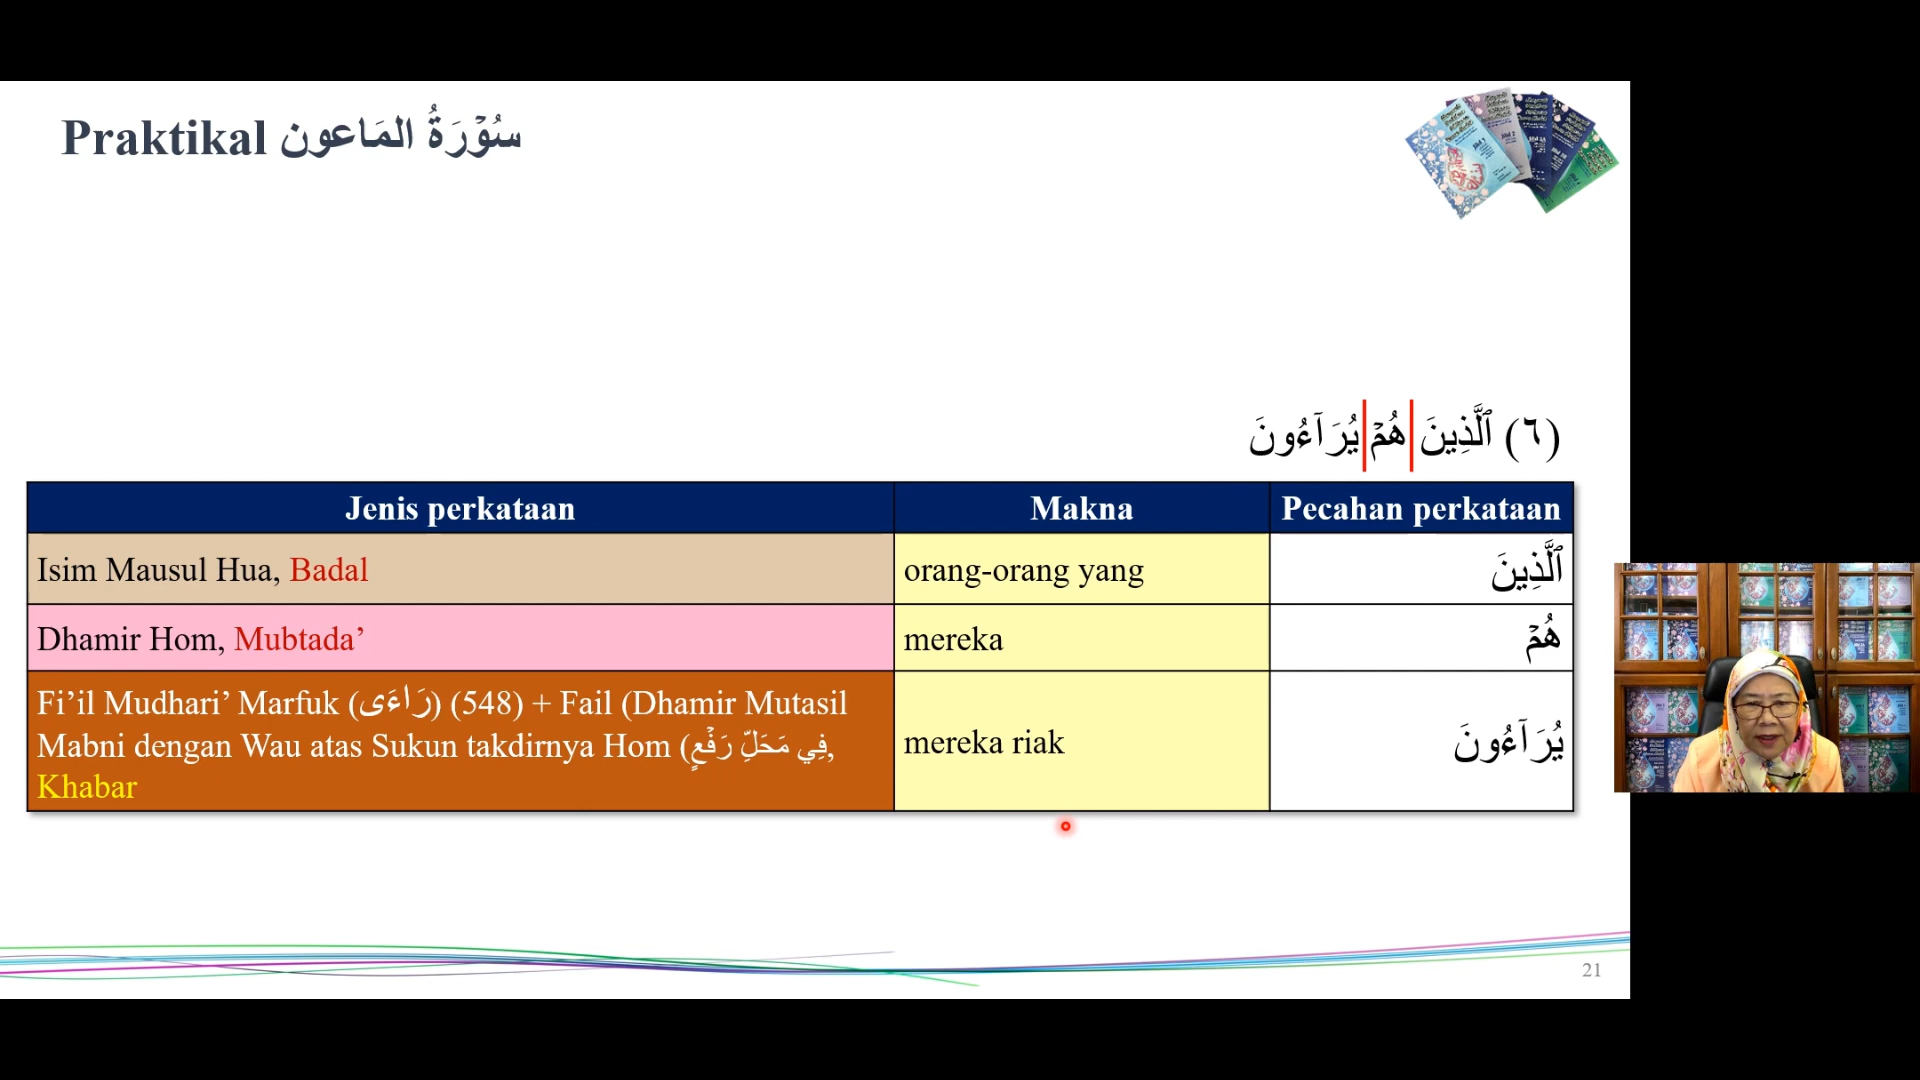 Praktikal سُوْرَةُ المَاعون
(٦) ٱلَّذِينَ هُمْ يُرَآءُونَ
Jenis perkataan Makna Pecahan perkataan
Isim Mausul Hua, Badal orang-orang yang ٱلَّذِينَ
Dhamir Hom, Mubtada’ mereka هُمْ
Fi’il Mudhari’ Marfuk (رَاءَى) (548) + Fail (Dhamir Mutasil
Mabni dengan Wau atas Sukun takdirnya Hom (فِي مَحَلِّ رَفْعٍ,
Khabar
mereka riak
يُرَآءُونَ
21